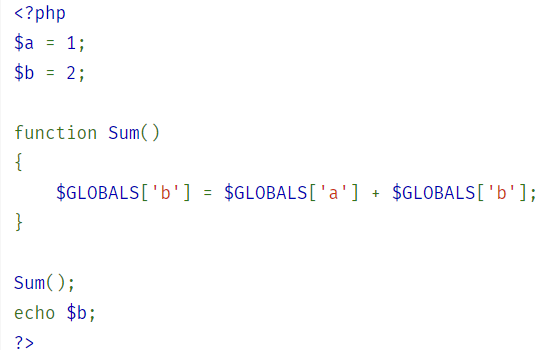 <?php
$a = 1;
$b = 2;
function Sum()
{
$GLOBALS['b'] = $GLOBALS['a'] + $GLOBALS['b'];
}
Sum();
echo $b;
?>